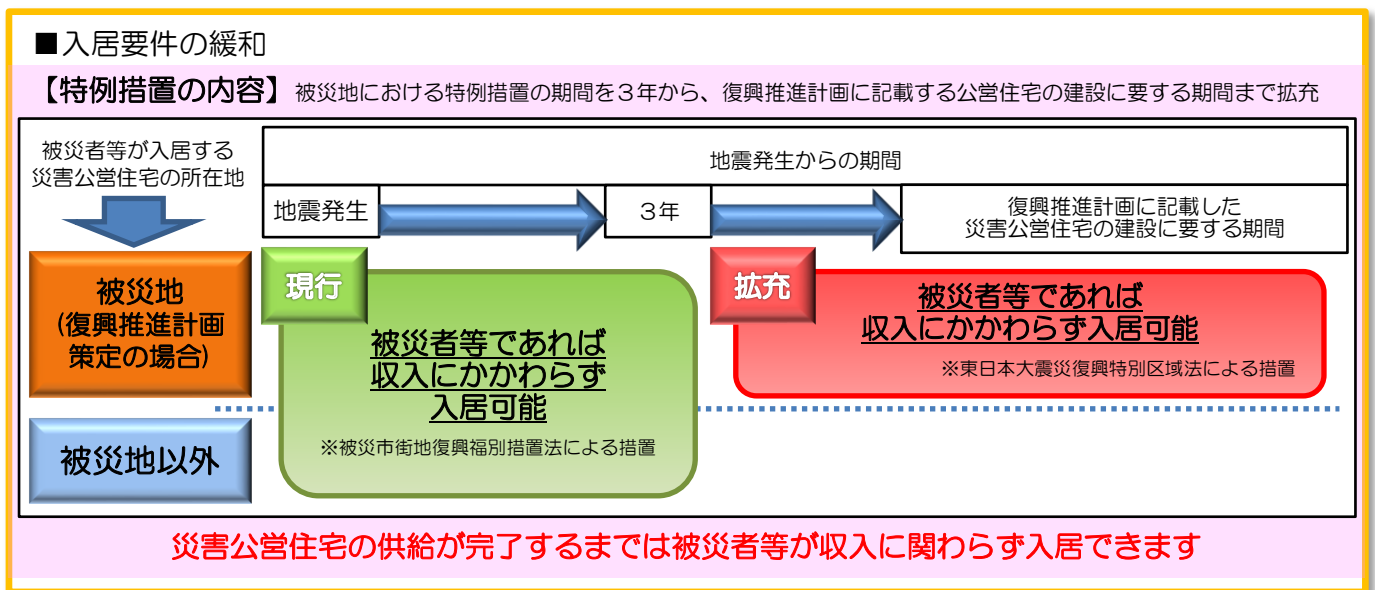 ■入居要件の緩和
【特例措置の内容】 被災地における特例措置の期間を３年から、復興推進計画に記載する公営住宅の建設に要する期間まで拡充
被災者等が入居する
災害公営住宅の所在地
地震発生からの期間
地震発生
３年
復興推進計画に記載した
災害公営住宅の建設に要する期間
被災地
(復興推進計画
策定の場合)
現行
被災者等であれば
収入にかかわらず
入居可能
※被災市街地復興福別措置法による措置
拡充
被災者等であれば
収入にかかわらず入居可能
※東日本大震災復興特別区域法による措置
被災地以外
災害公営住宅の供給が完了するまでは被災者等が収入に関わらず入居できます